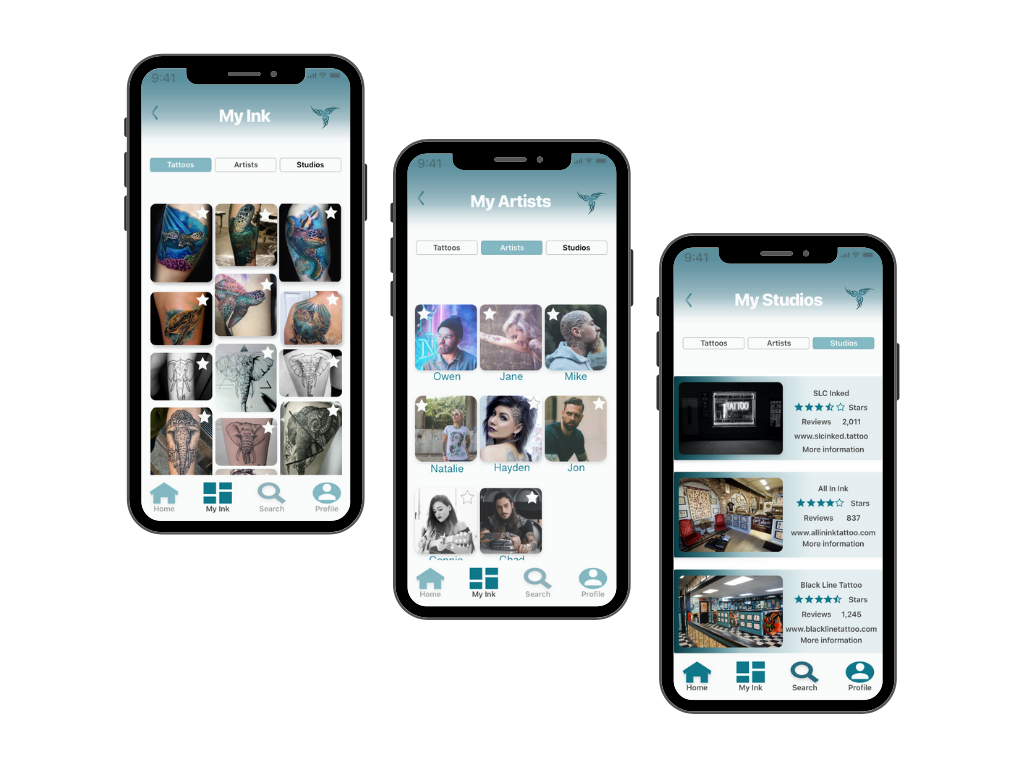 9:41
My Ink
Tattoos Artists Studios
Home My Ink Search Profile
9:41
My Artists
Tattoos Artists Studios
Owen Jane Mike
Natalie Hayden Jon
Connie Chad
Home My Ink Search Profile
9:41
My Studios
Tattoos Artists Studios
TATTOO
SLC Inked
Stars
Reviews 2,011
www.slcinked.tattoo
More information
All In Ink
Stars
Reviews 837
www.allininktattoo.com
More information
Black Line Tattoo
Stars
Reviews 1,245
www.blacklinetattoo.com
More information
Home My Ink Search Profile